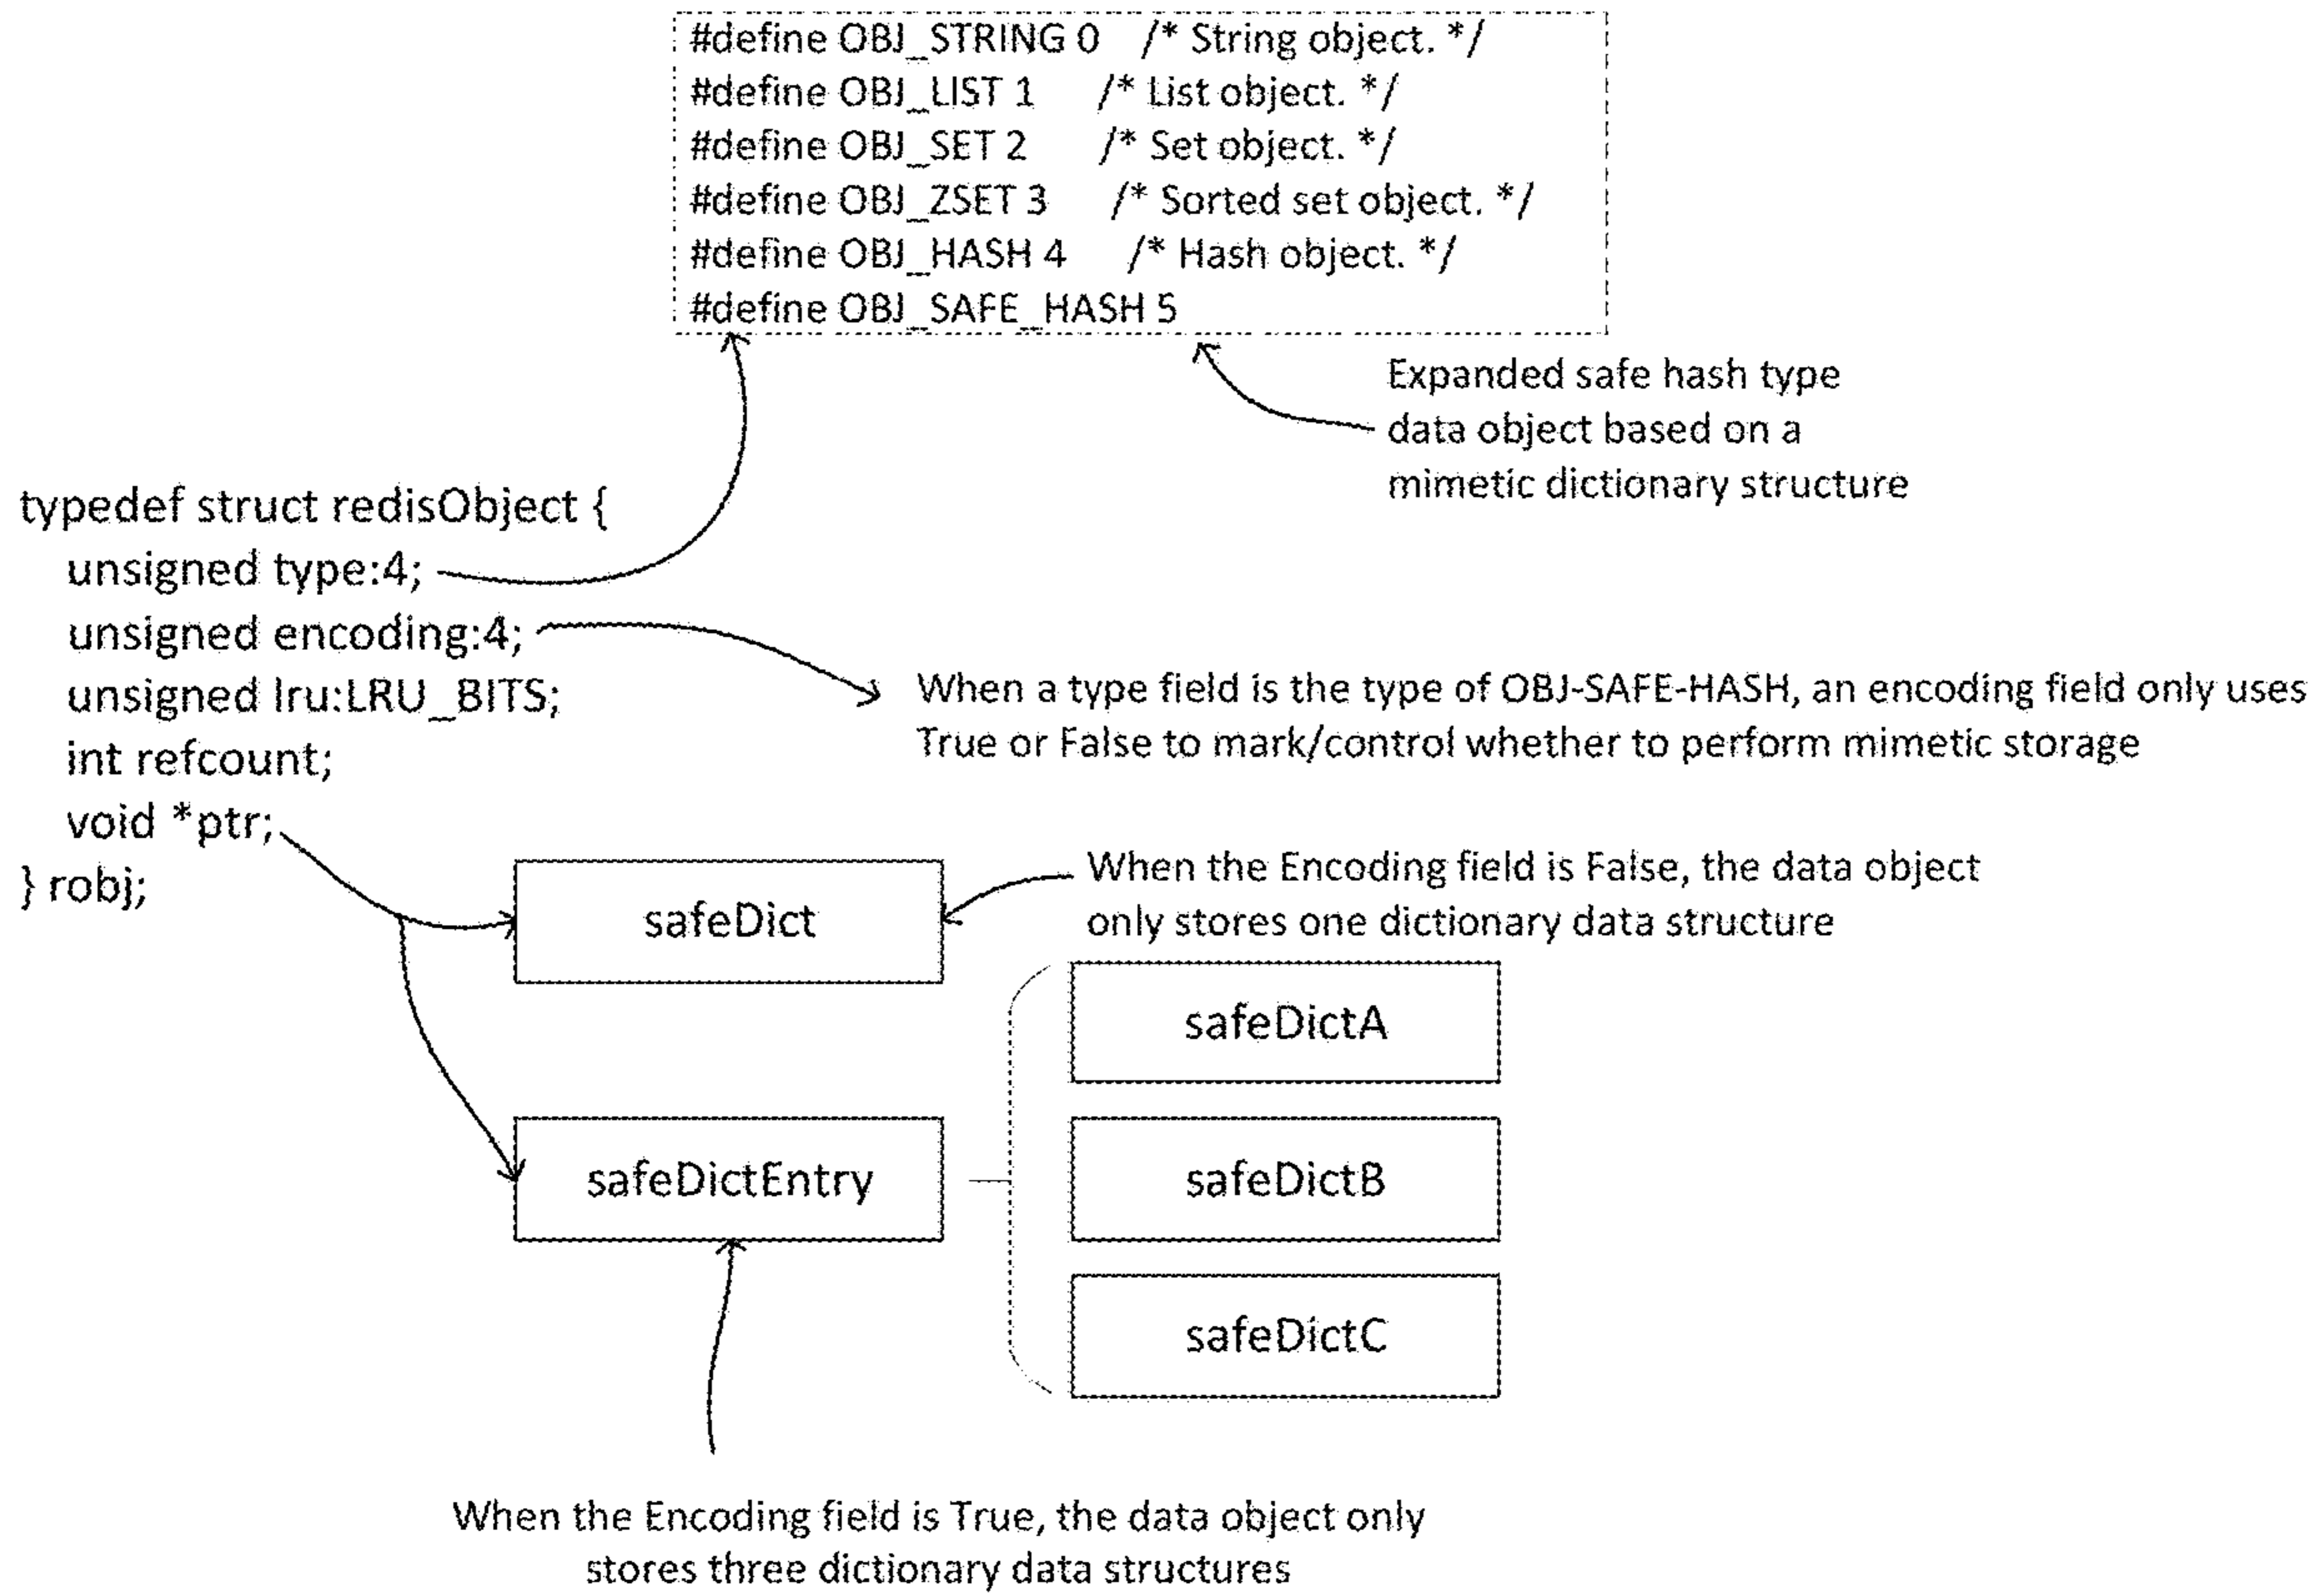 #define OBJ_STRING 0 /* String object. */
#define OBJ_LIST 1 /* List object. */
#define OBJ_SET 2 /* Set object. */
#define OBJ_ZSET 3 /* Sorted set object. */
#define OBJ_HASH 4 /* Hash object. */
#define OBJ_SAFE_HASH 5
Expanded safe hash type
data object based on a
mimetic dictionary structure
typedef struct redisObject {
unsigned type:4;
unsigned encoding:4;
unsigned lru:LRU_BITS;
int refcount;
void *ptr;
} robj;
When a type field is the type of OBJ-SAFE-HASH, an encoding field only uses
True or False to mark/control whether to perform mimetic storage
safeDict
When the Encoding field is False, the data object
only stores one dictionary data structure
safeDictA
safeDictEntry
safeDictB
safeDictC
When the Encoding field is True, the data object only
stores three dictionary data structures